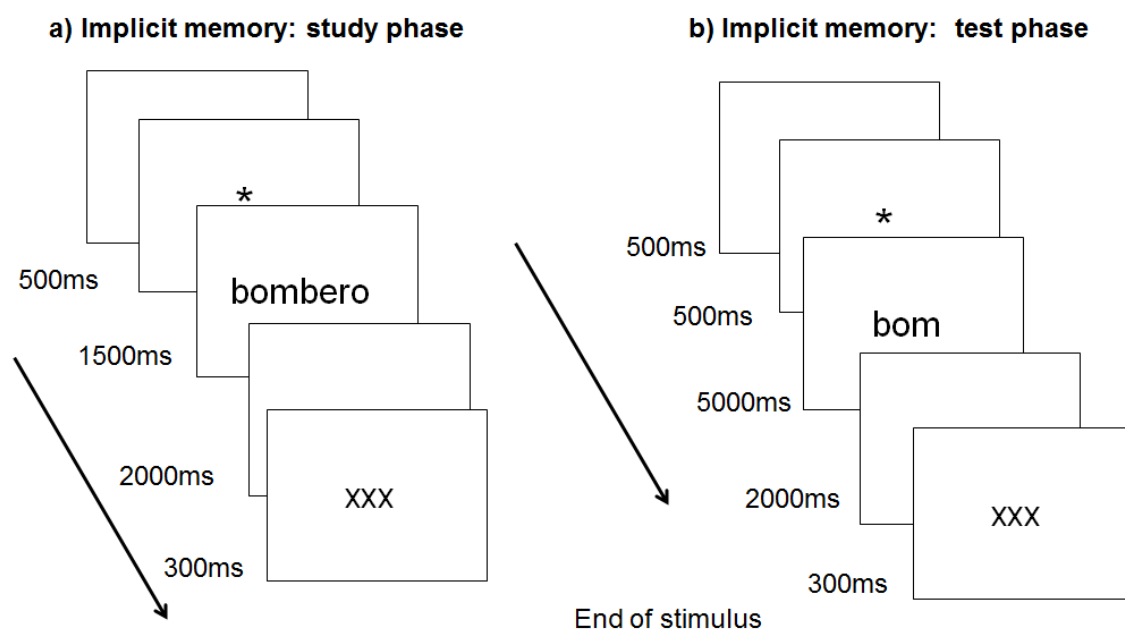 a) Implicit memory: study phase
*
500ms
bombero
1500ms
2000ms
XXX
300ms
b) Implicit memory: test phase
*
500ms
500ms
bom
5000ms
2000ms
XXX
300ms
End of stimulus